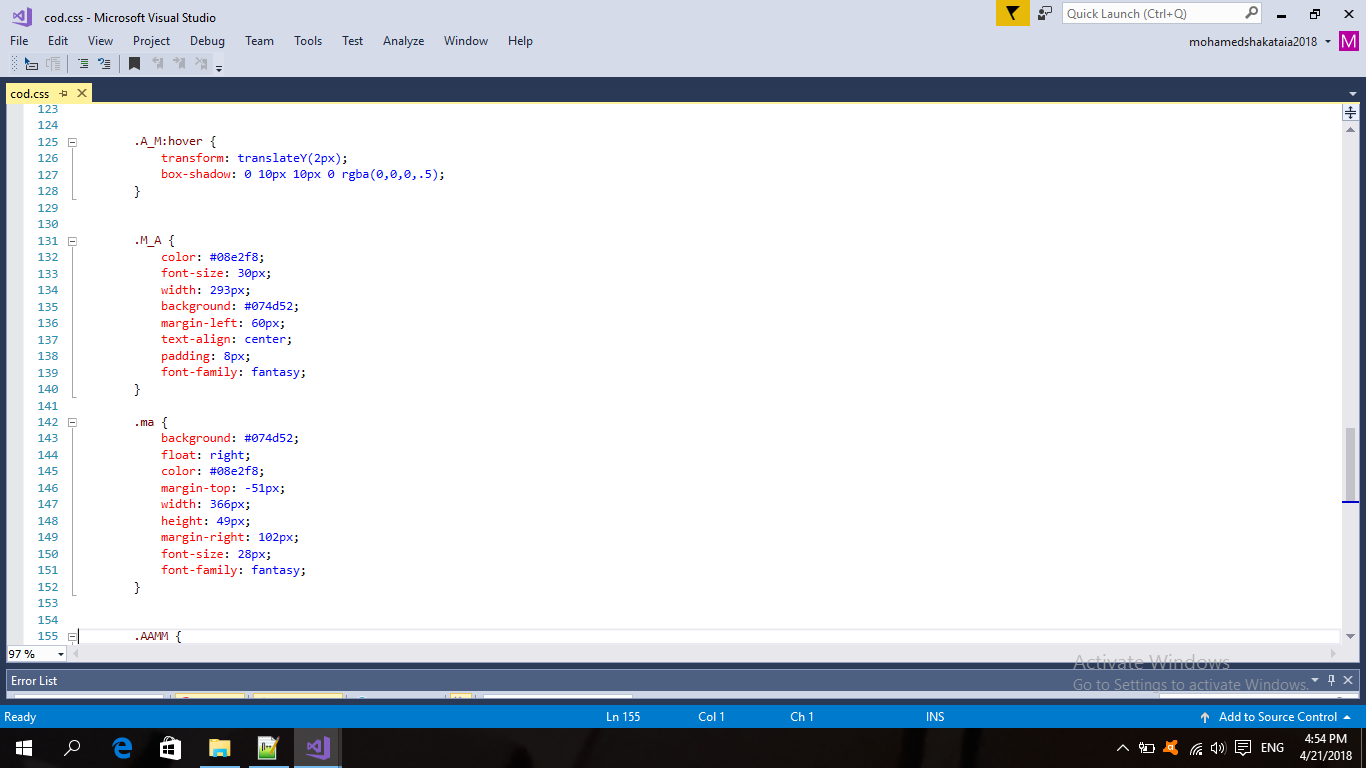 cod.css - Microsoft Visual Studio
Quick Launch (Ctrl+Q)
File Edit View Project Debug Team Tools Test Analyze Window Help
mohamedshakataia2018 M
cod.css
123
124
125 .A_M:hover {
126 transform: translateY(2px);
127 box-shadow: 0 10px 10px 0 rgba(0,0,0,.5);
128 }
129
130
131 .M_A {
132 color: #08e2f8;
133 font-size: 30px;
134 width: 293px;
135 background: #074d52;
136 margin-left: 60px;
137 text-align: center;
138 padding: 8px;
139 font-family: fantasy;
140 }
141
142 .ma {
143 background: #074d52;
144 float: right;
145 color: #08e2f8;
146 margin-top: -51px;
147 width: 366px;
148 height: 49px;
149 margin-right: 102px;
150 font-size: 28px;
151 font-family: fantasy;
152 }
153
154
155 .AAMM {
97 %
Activate Windows
Go to Settings to activate Windows.
Error List
Ready Ln 155 Col 1 Ch 1 INS Add to Source Control
ENG
4:54 PM
4/21/2018